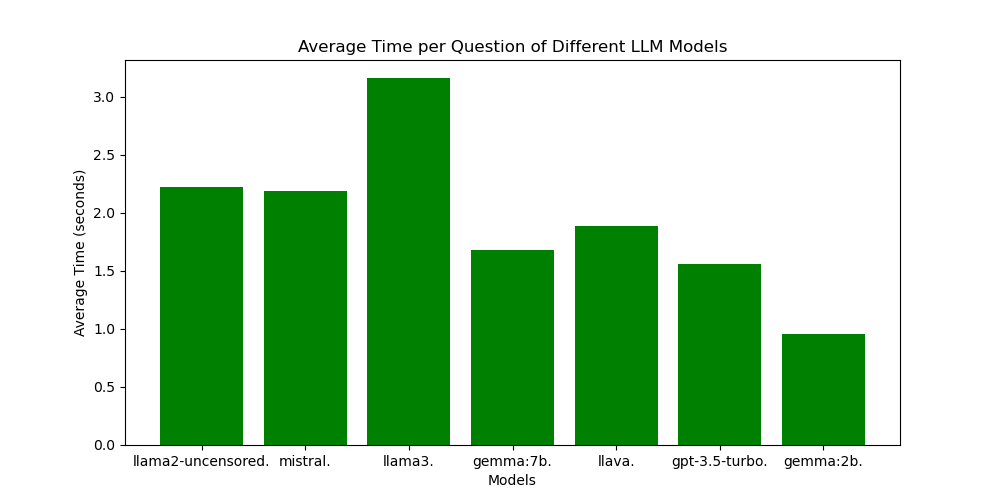 Average Time per Question of Different LLM Models
Average Time (seconds)
3.0
2.5
2.0
1.5
1.0
0.5
0.0
llama2-uncensored. mistral. llama3. gemma:7b. llava. gpt-3.5-turbo. gemma:2b.
Models